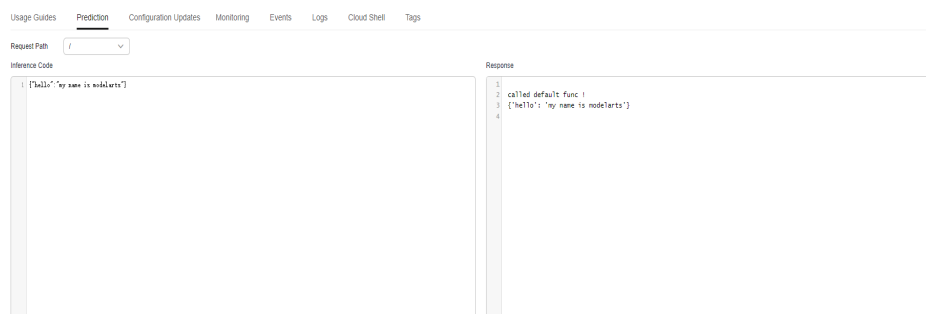 Usage Guides Prediction Configuration Updates Monitoring Events Logs Cloud Shell Tags
Request Path /
Inference Code
1 {"hello":"my name is modelarts"}
Response
1
2 called default func !
3 {'hello': 'my name is modelarts'}
4